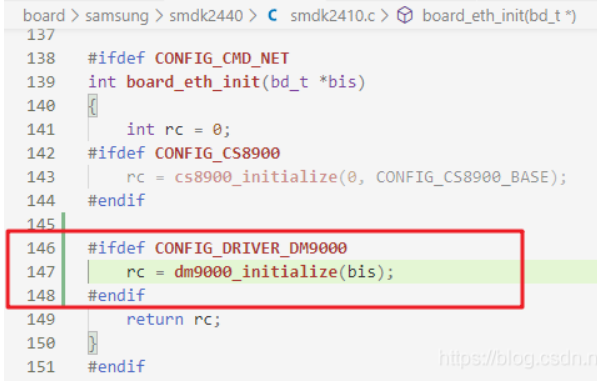 board > samsung > smdk2440 > C smdk2410.c > board_eth_init(bd_t *)
137
138 #ifdef CONFIG_CMD_NET
139 int board_eth_init(bd_t *bis)
140 {
141 int rc = 0;
142 #ifdef CONFIG_CS8900
143 rc = cs8900_initialize(0, CONFIG_CS8900_BASE);
144 #endif
145
146 #ifdef CONFIG_DRIVER_DM9000
147 rc = dm9000_initialize(bis);
148 #endif
149 return rc;
150 }
151 #endif
https://blog.csdn.n